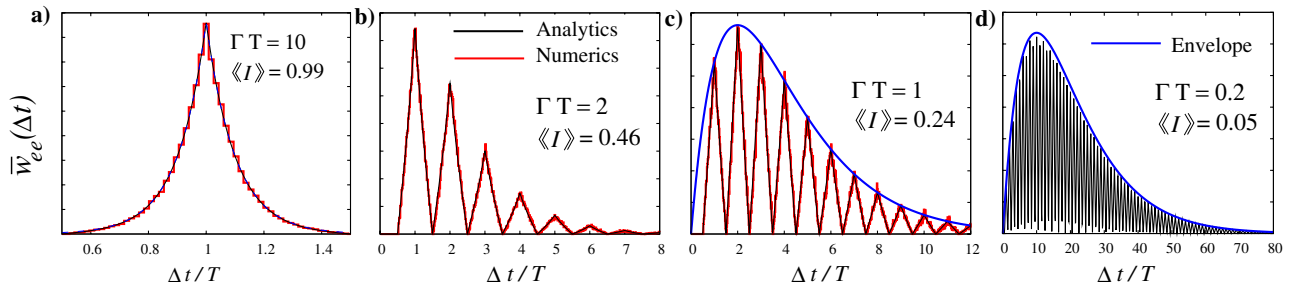 a) b) c) d)
w̄ee(Δt)
Γ T = 10
⟪I⟫ = 0.99
Analytics
Numerics
Γ T = 2
⟪I⟫ = 0.46
Γ T = 1
⟪I⟫ = 0.24
Envelope
Γ T = 0.2
⟪I⟫ = 0.05
0.6 0.8 1 1.2 1.4
1 2 3 4 5 6 7 8
0 2 4 6 8 10 12
0 10 20 30 40 50 60 70 80
Δ t / T Δ t / T Δ t / T Δ t / T